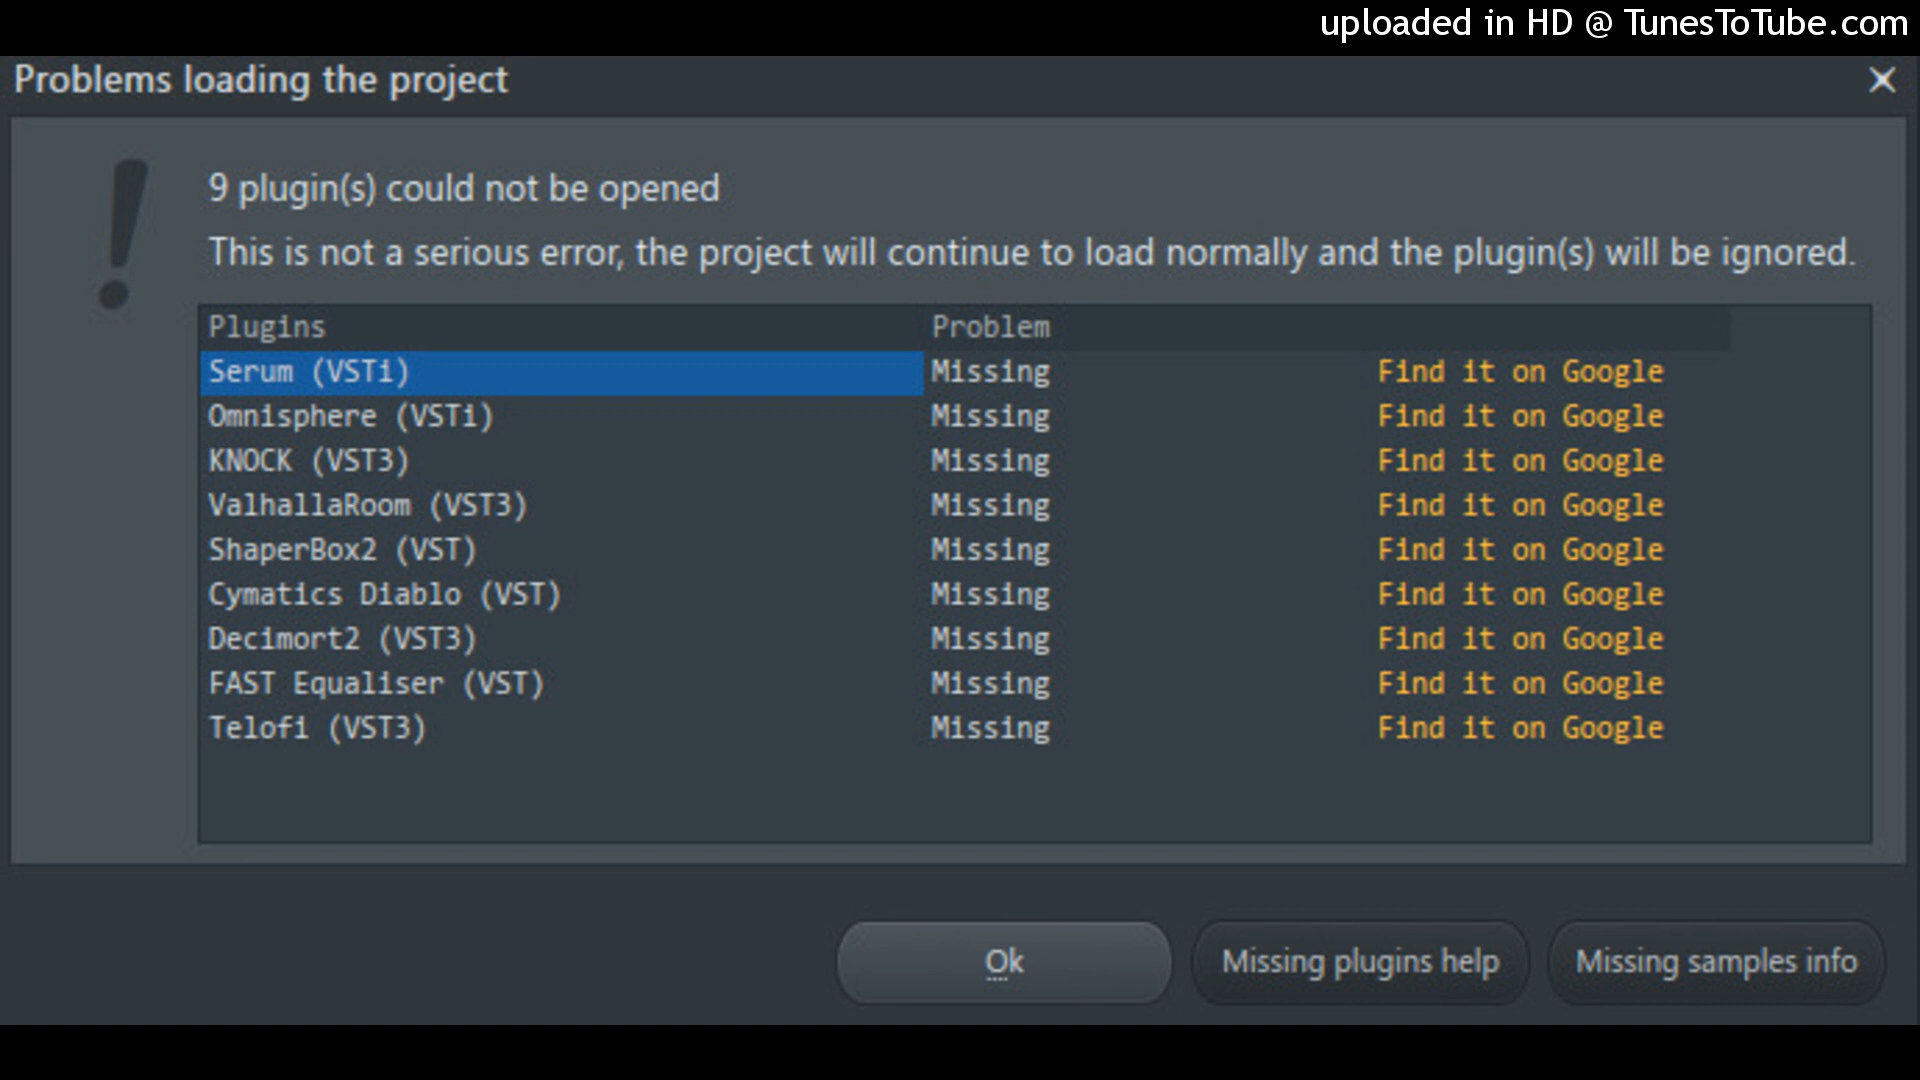 uploaded in HD @ TunesToTube.com
Problems loading the project
9 plugin(s) could not be opened
This is not a serious error, the project will continue to load normally and the plugin(s) will be ignored.
Plugins Problem
Serum (VSTi) Missing Find it on Google
Omnisphere (VSTi) Missing Find it on Google
KNOCK (VST3) Missing Find it on Google
ValhallaRoom (VST3) Missing Find it on Google
ShaperBox2 (VST) Missing Find it on Google
Cymatics Diablo (VST) Missing Find it on Google
Decimort2 (VST3) Missing Find it on Google
FAST Equaliser (VST) Missing Find it on Google
Telofi (VST3) Missing Find it on Google
Ok Missing plugins help Missing samples info